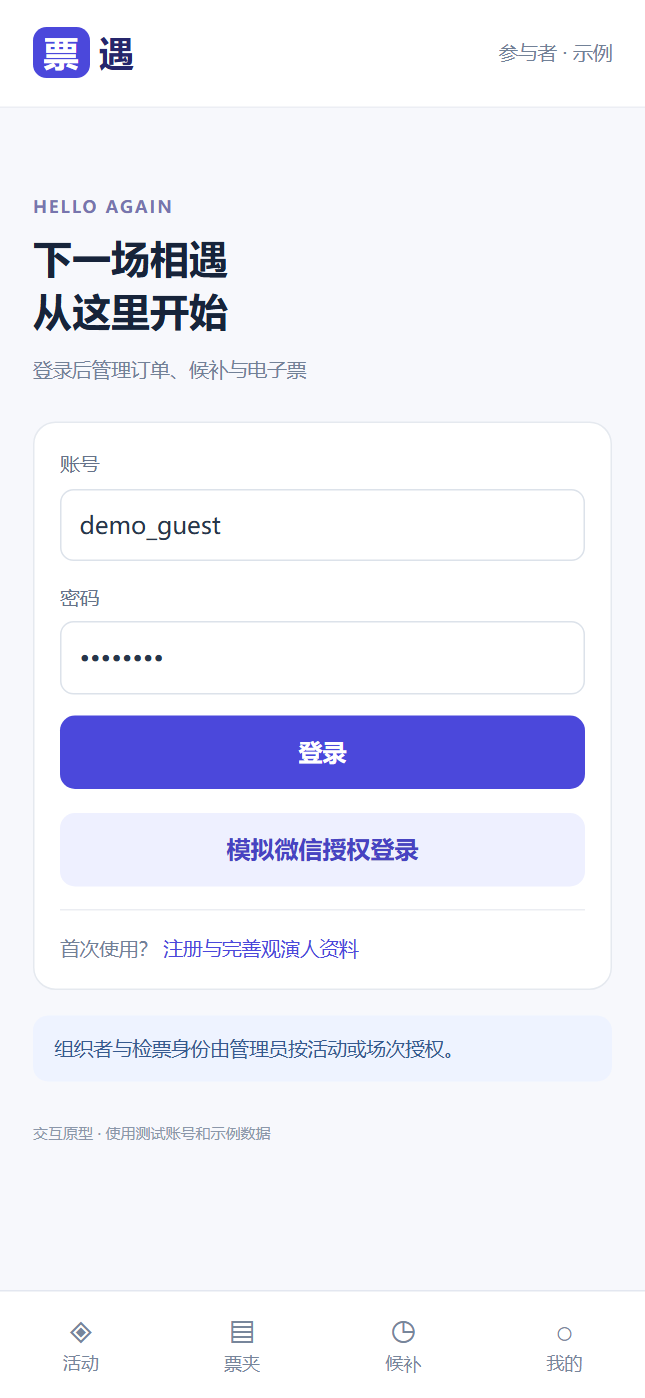 票 遇
参与者 · 示例
HELLO AGAIN
下一场相遇
从这里开始
登录后管理订单、候补与电子票
账号
demo_guest
密码
••••••••
登录
模拟微信授权登录
首次使用? 注册与完善观演人资料
组织者与检票身份由管理员按活动或场次授权。
交互原型 · 使用测试账号和示例数据
活动
票夹
候补
我的